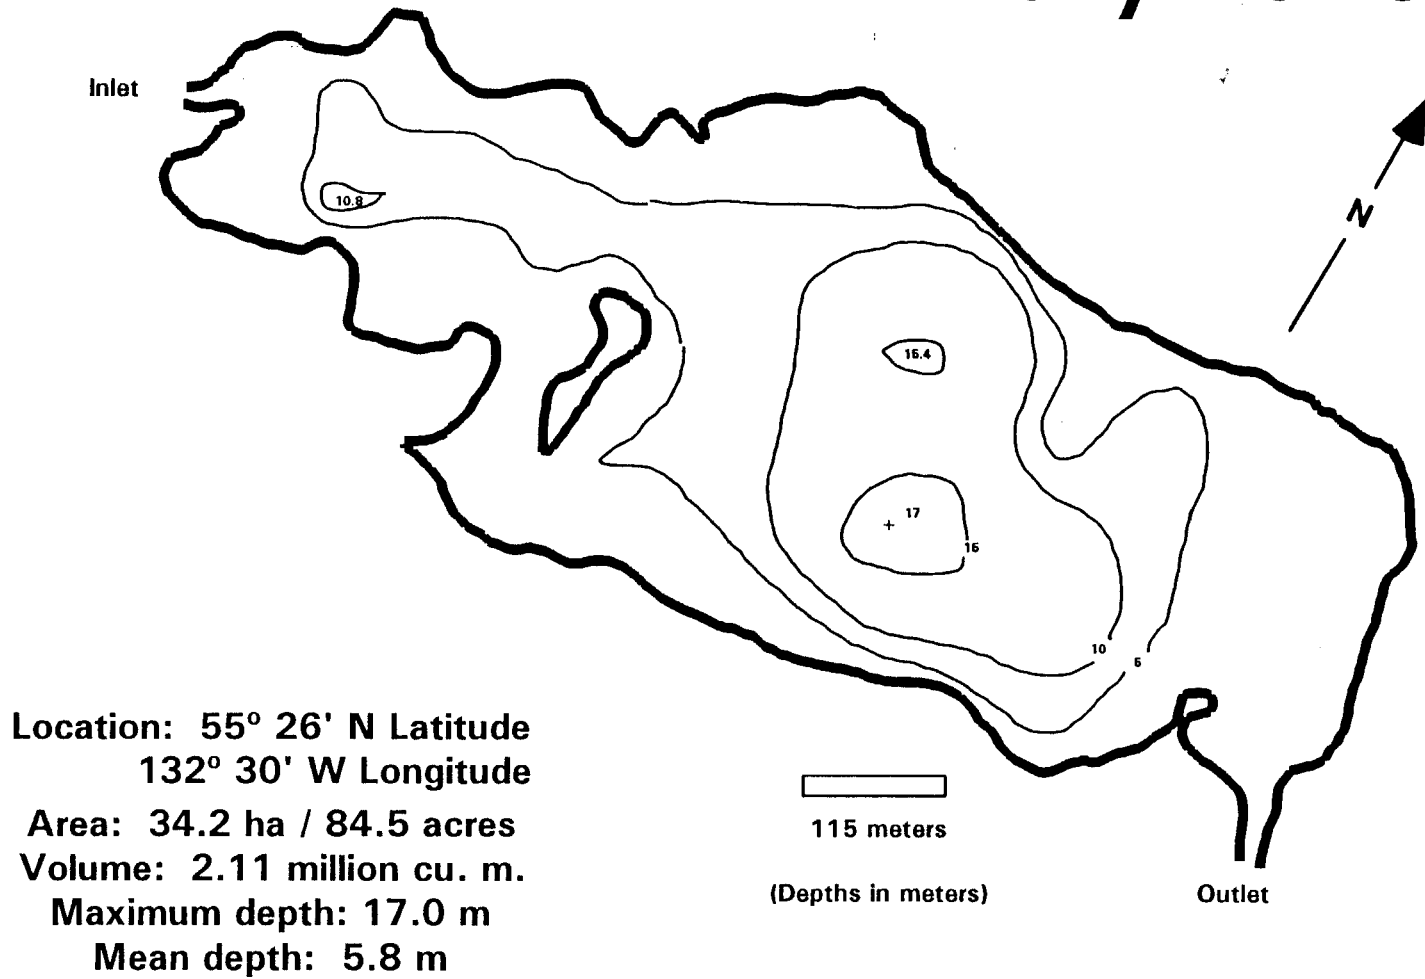 Inlet
N
10.8
15.4
17
15
10
5
Location: 55º 26' N Latitude
132º 30' W Longitude
Area: 34.2 ha / 84.5 acres
Volume: 2.11 million cu. m.
Maximum depth: 17.0 m
Mean depth: 5.8 m
115 meters
(Depths in meters)
Outlet